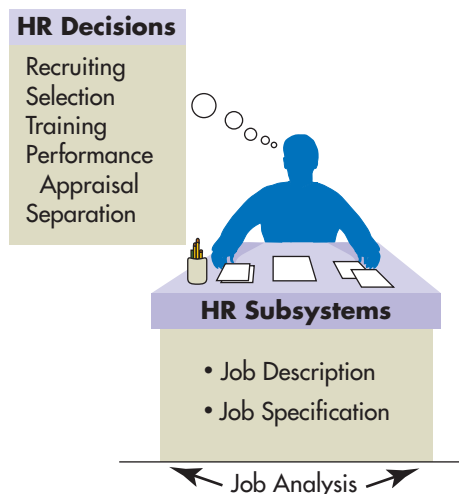 HR Decisions
Recruiting
Selection
Training
Performance
Appraisal
Separation
HR Subsystems
• Job Description
• Job Specification
Job Analysis